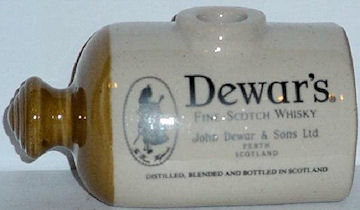 Dewar's®
FINE SCOTCH WHISKY
John Dewar & Sons Ltd
PERTH
SCOTLAND
DISTILLED, BLENDED AND BOTTLED IN SCOTLAND